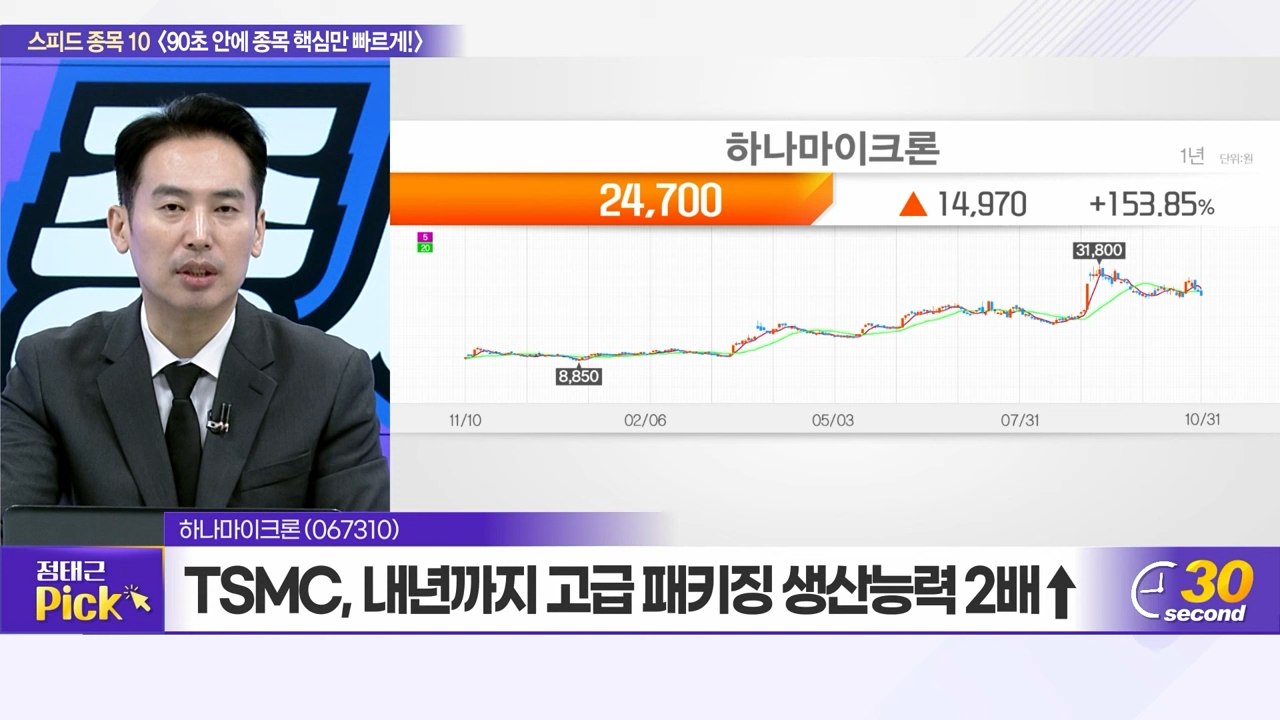 스피드 종목 10 〈90초 안에 종목 핵심만 빠르게!〉
하나마이크론
1년 단위:원
24,700 ▲ 14,970 +153.85%
5
20
31,800
8,850
11/10 02/06 05/03 07/31 10/31
하나마이크론 (067310)
점태근
Pick
TSMC, 내년까지 고급 패키징 생산능력 2배↑
30
second